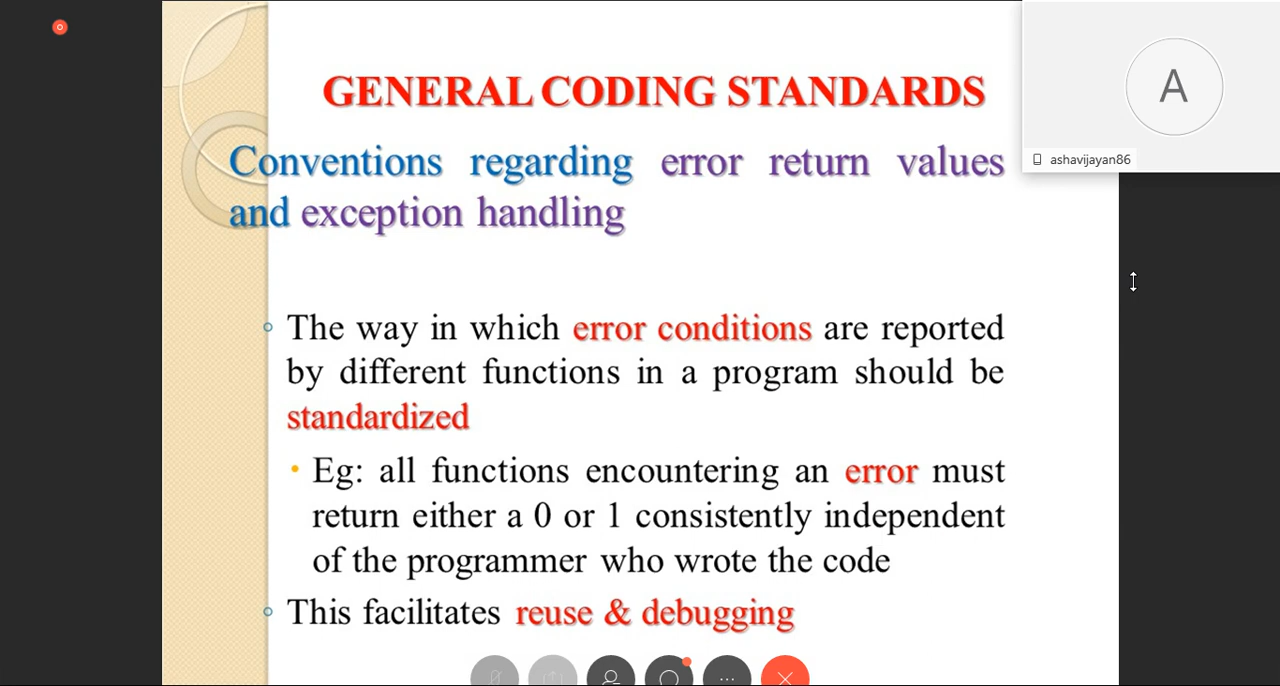 GENERAL CODING STANDARDS
Conventions regarding error return values
and exception handling
The way in which error conditions are reported
by different functions in a program should be
standardized
Eg: all functions encountering an error must
return either a 0 or 1 consistently independent
of the programmer who wrote the code
This facilitates reuse & debugging
A
ashavijayan86